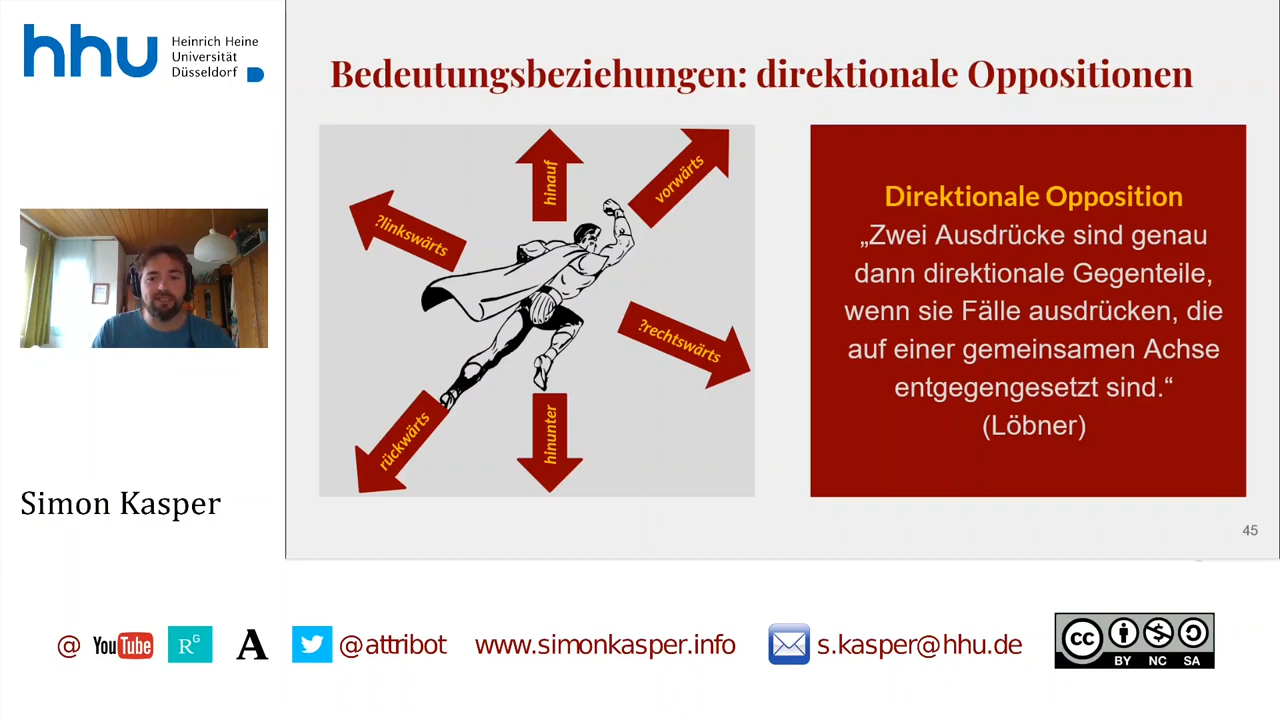 hhu Heinrich Heine
Universität
Düsseldorf
Bedeutungsbeziehungen: direktionale Oppositionen
hinauf
vorwärts
?linkswärts
?rechtswärts
rückwärts
hinunter
Direktionale Opposition
„Zwei Ausdrücke sind genau
dann direktionale Gegenteile,
wenn sie Fälle ausdrücken, die
auf einer gemeinsamen Achse
entgegengesetzt sind.“
(Löbner)
45
Simon Kasper
@ YouTube RG A @attribot www.simonkasper.info s.kasper@hhu.de cc BY NC SA